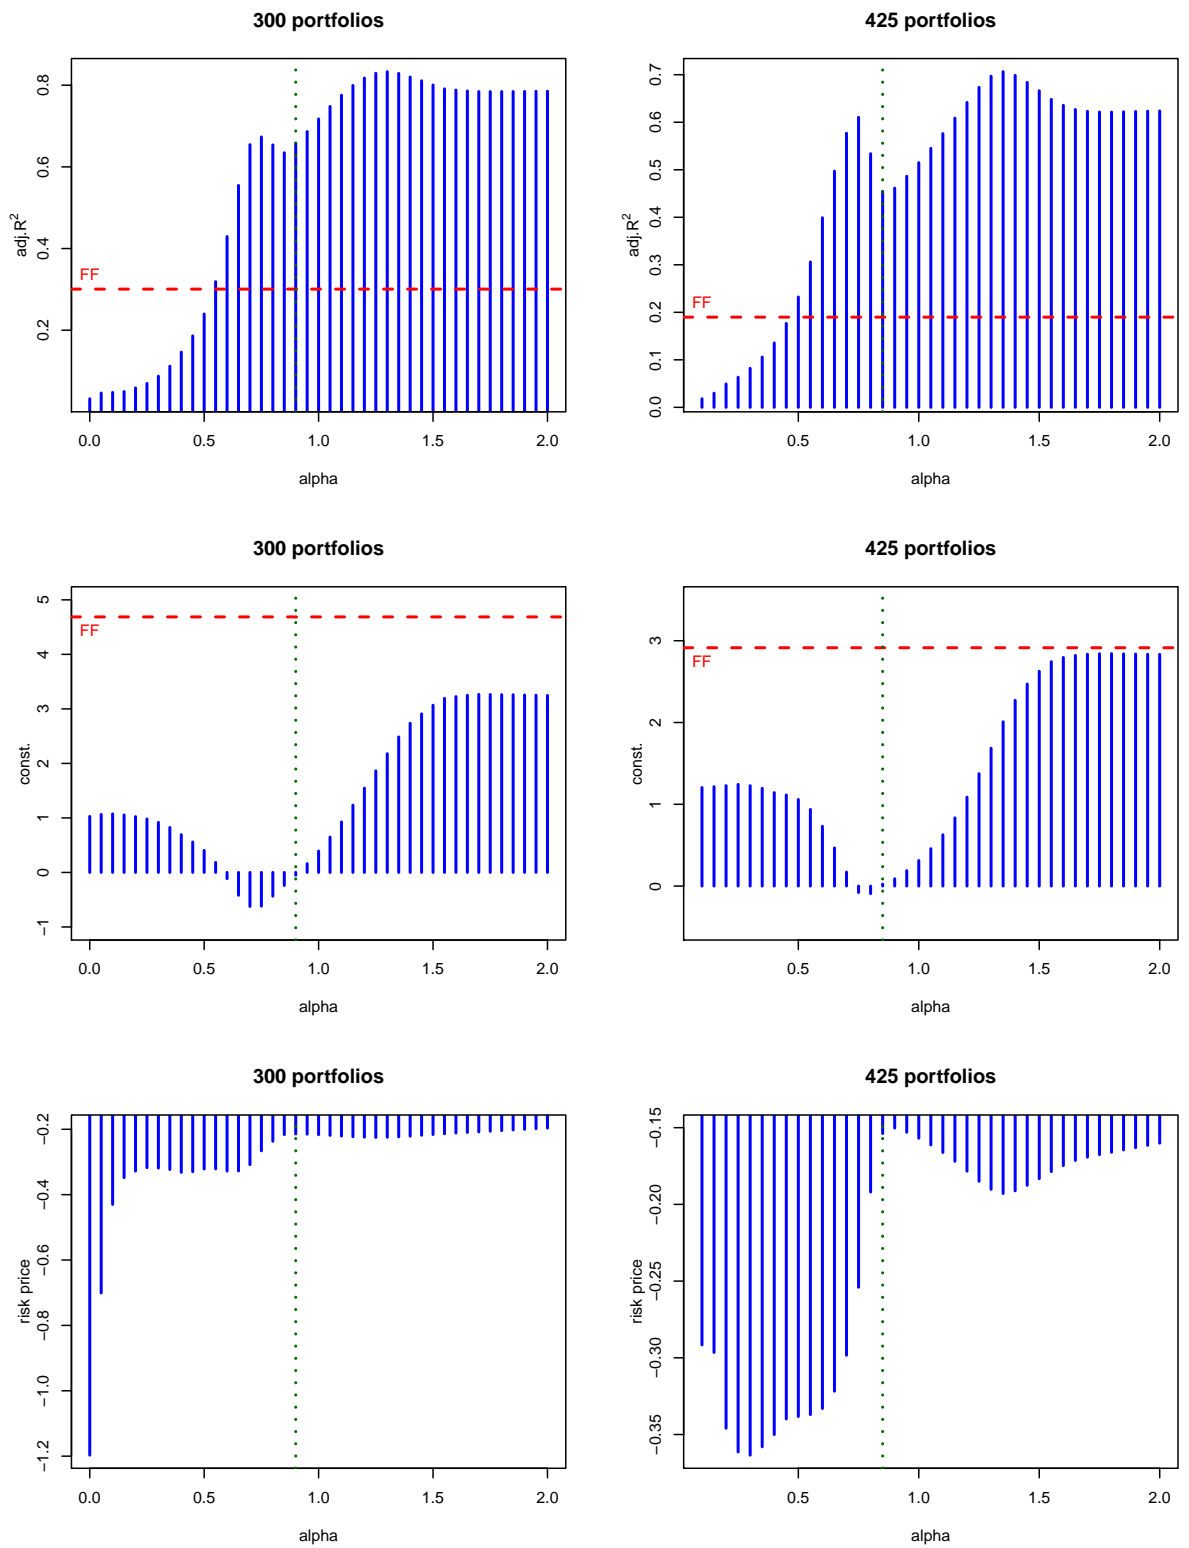 300 portfolios
adj.R²
0.2 0.4 0.6 0.8
FF
0.0 0.5 1.0 1.5 2.0
alpha
425 portfolios
adj.R²
0.0 0.1 0.2 0.3 0.4 0.5 0.6 0.7
FF
0.5 1.0 1.5 2.0
alpha
300 portfolios
const.
−1 0 1 2 3 4 5
FF
0.0 0.5 1.0 1.5 2.0
alpha
425 portfolios
const.
0 1 2 3
FF
0.5 1.0 1.5 2.0
alpha
300 portfolios
risk price
−1.2 −1.0 −0.8 −0.6 −0.4 −0.2
0.0 0.5 1.0 1.5 2.0
alpha
425 portfolios
risk price
−0.35 −0.30 −0.25 −0.20 −0.15
0.5 1.0 1.5 2.0
alpha